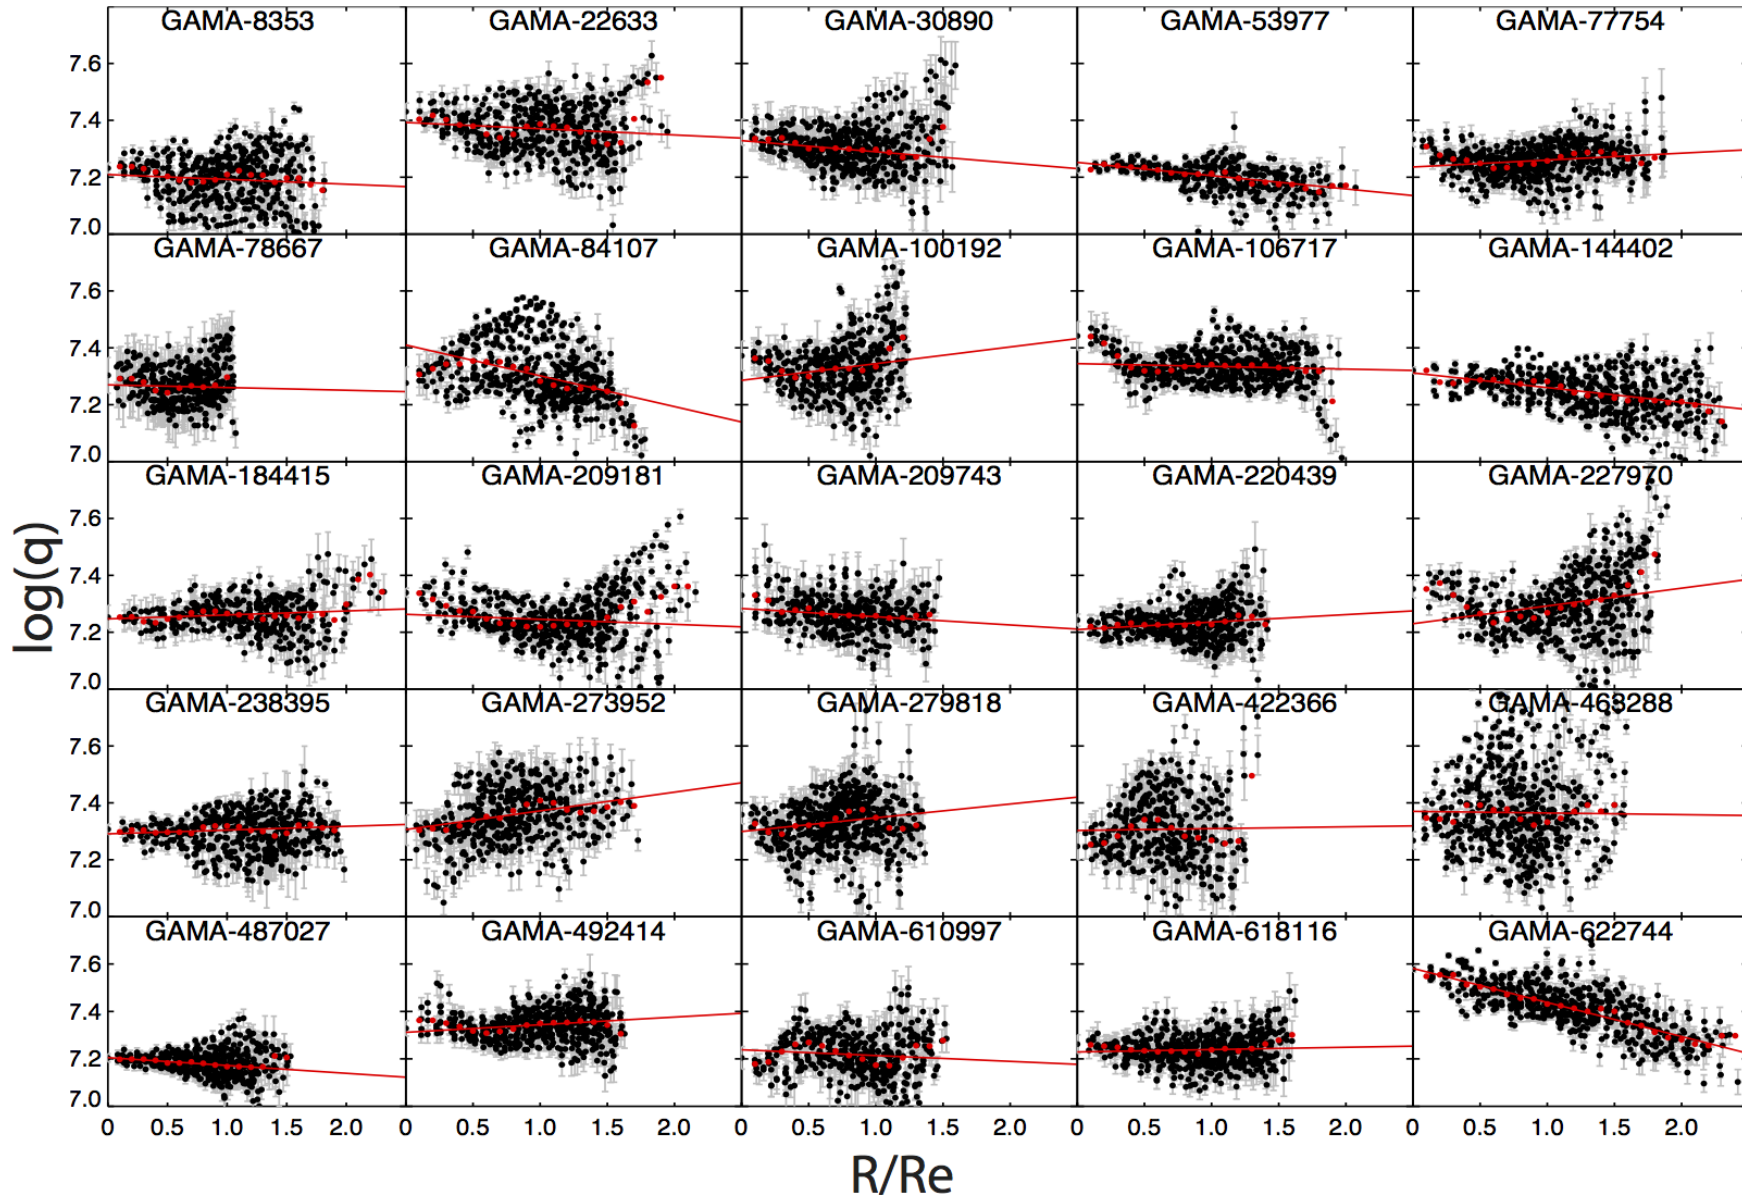 GAMA-8353 GAMA-22633 GAMA-30890 GAMA-53977 GAMA-77754
7.6
7.4
7.2
7.0
GAMA-78667 GAMA-84107 GAMA-100192 GAMA-106717 GAMA-144402
7.6
7.4
7.2
7.0
GAMA-184415 GAMA-209181 GAMA-209743 GAMA-220439 GAMA-227970
7.6
7.4
7.2
7.0
log(q)
GAMA-238395 GAMA-273952 GAMA-279818 GAMA-422366 GAMA-463288
7.6
7.4
7.2
7.0
GAMA-487027 GAMA-492414 GAMA-610997 GAMA-618116 GAMA-622744
7.6
7.4
7.2
7.0
0 0.5 1.0 1.5 2.0 0 0.5 1.0 1.5 2.0 0 0.5 1.0 1.5 2.0 0 0.5 1.0 1.5 2.0 0 0.5 1.0 1.5 2.0
R/Re